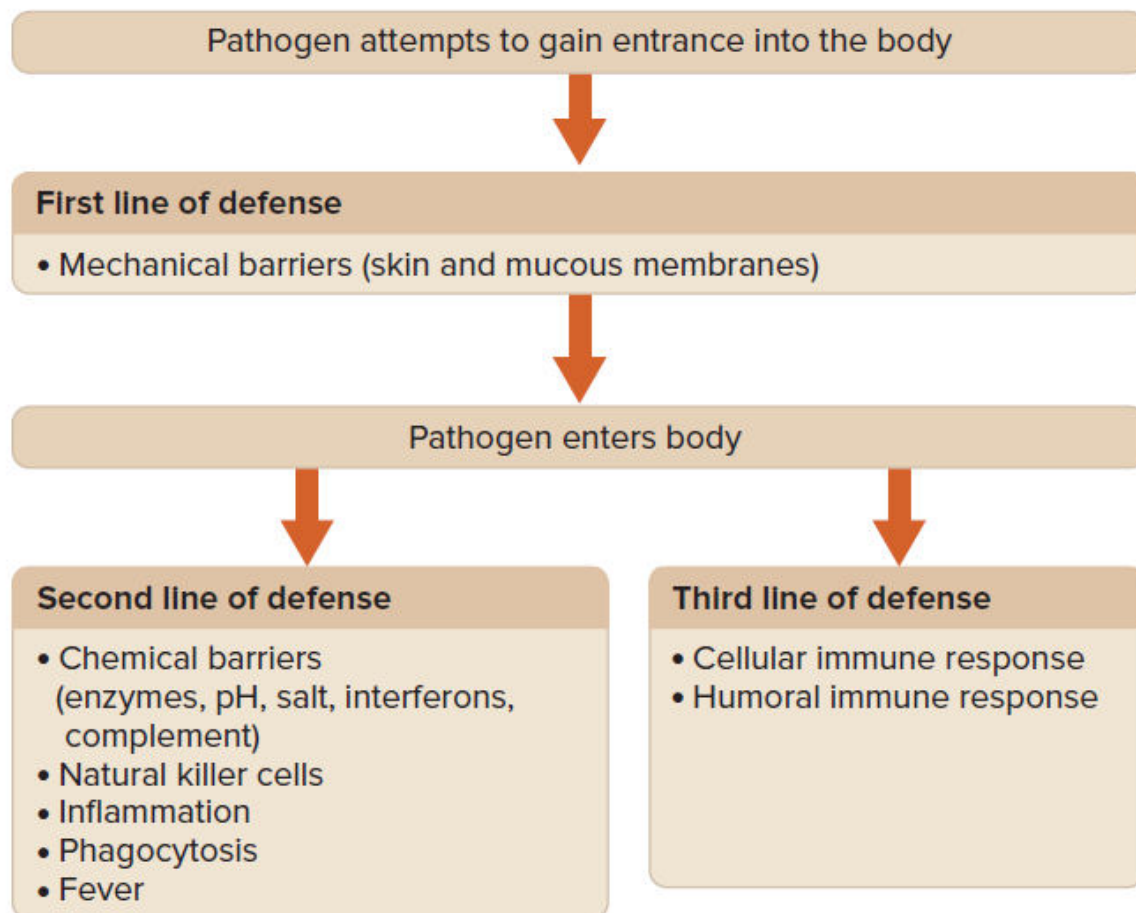 Pathogen attempts to gain entrance into the body
First line of defense
• Mechanical barriers (skin and mucous membranes)
Pathogen enters body
Second line of defense
• Chemical barriers
(enzymes, pH, salt, interferons,
complement)
• Natural killer cells
• Inflammation
• Phagocytosis
• Fever
Third line of defense
• Cellular immune response
• Humoral immune response